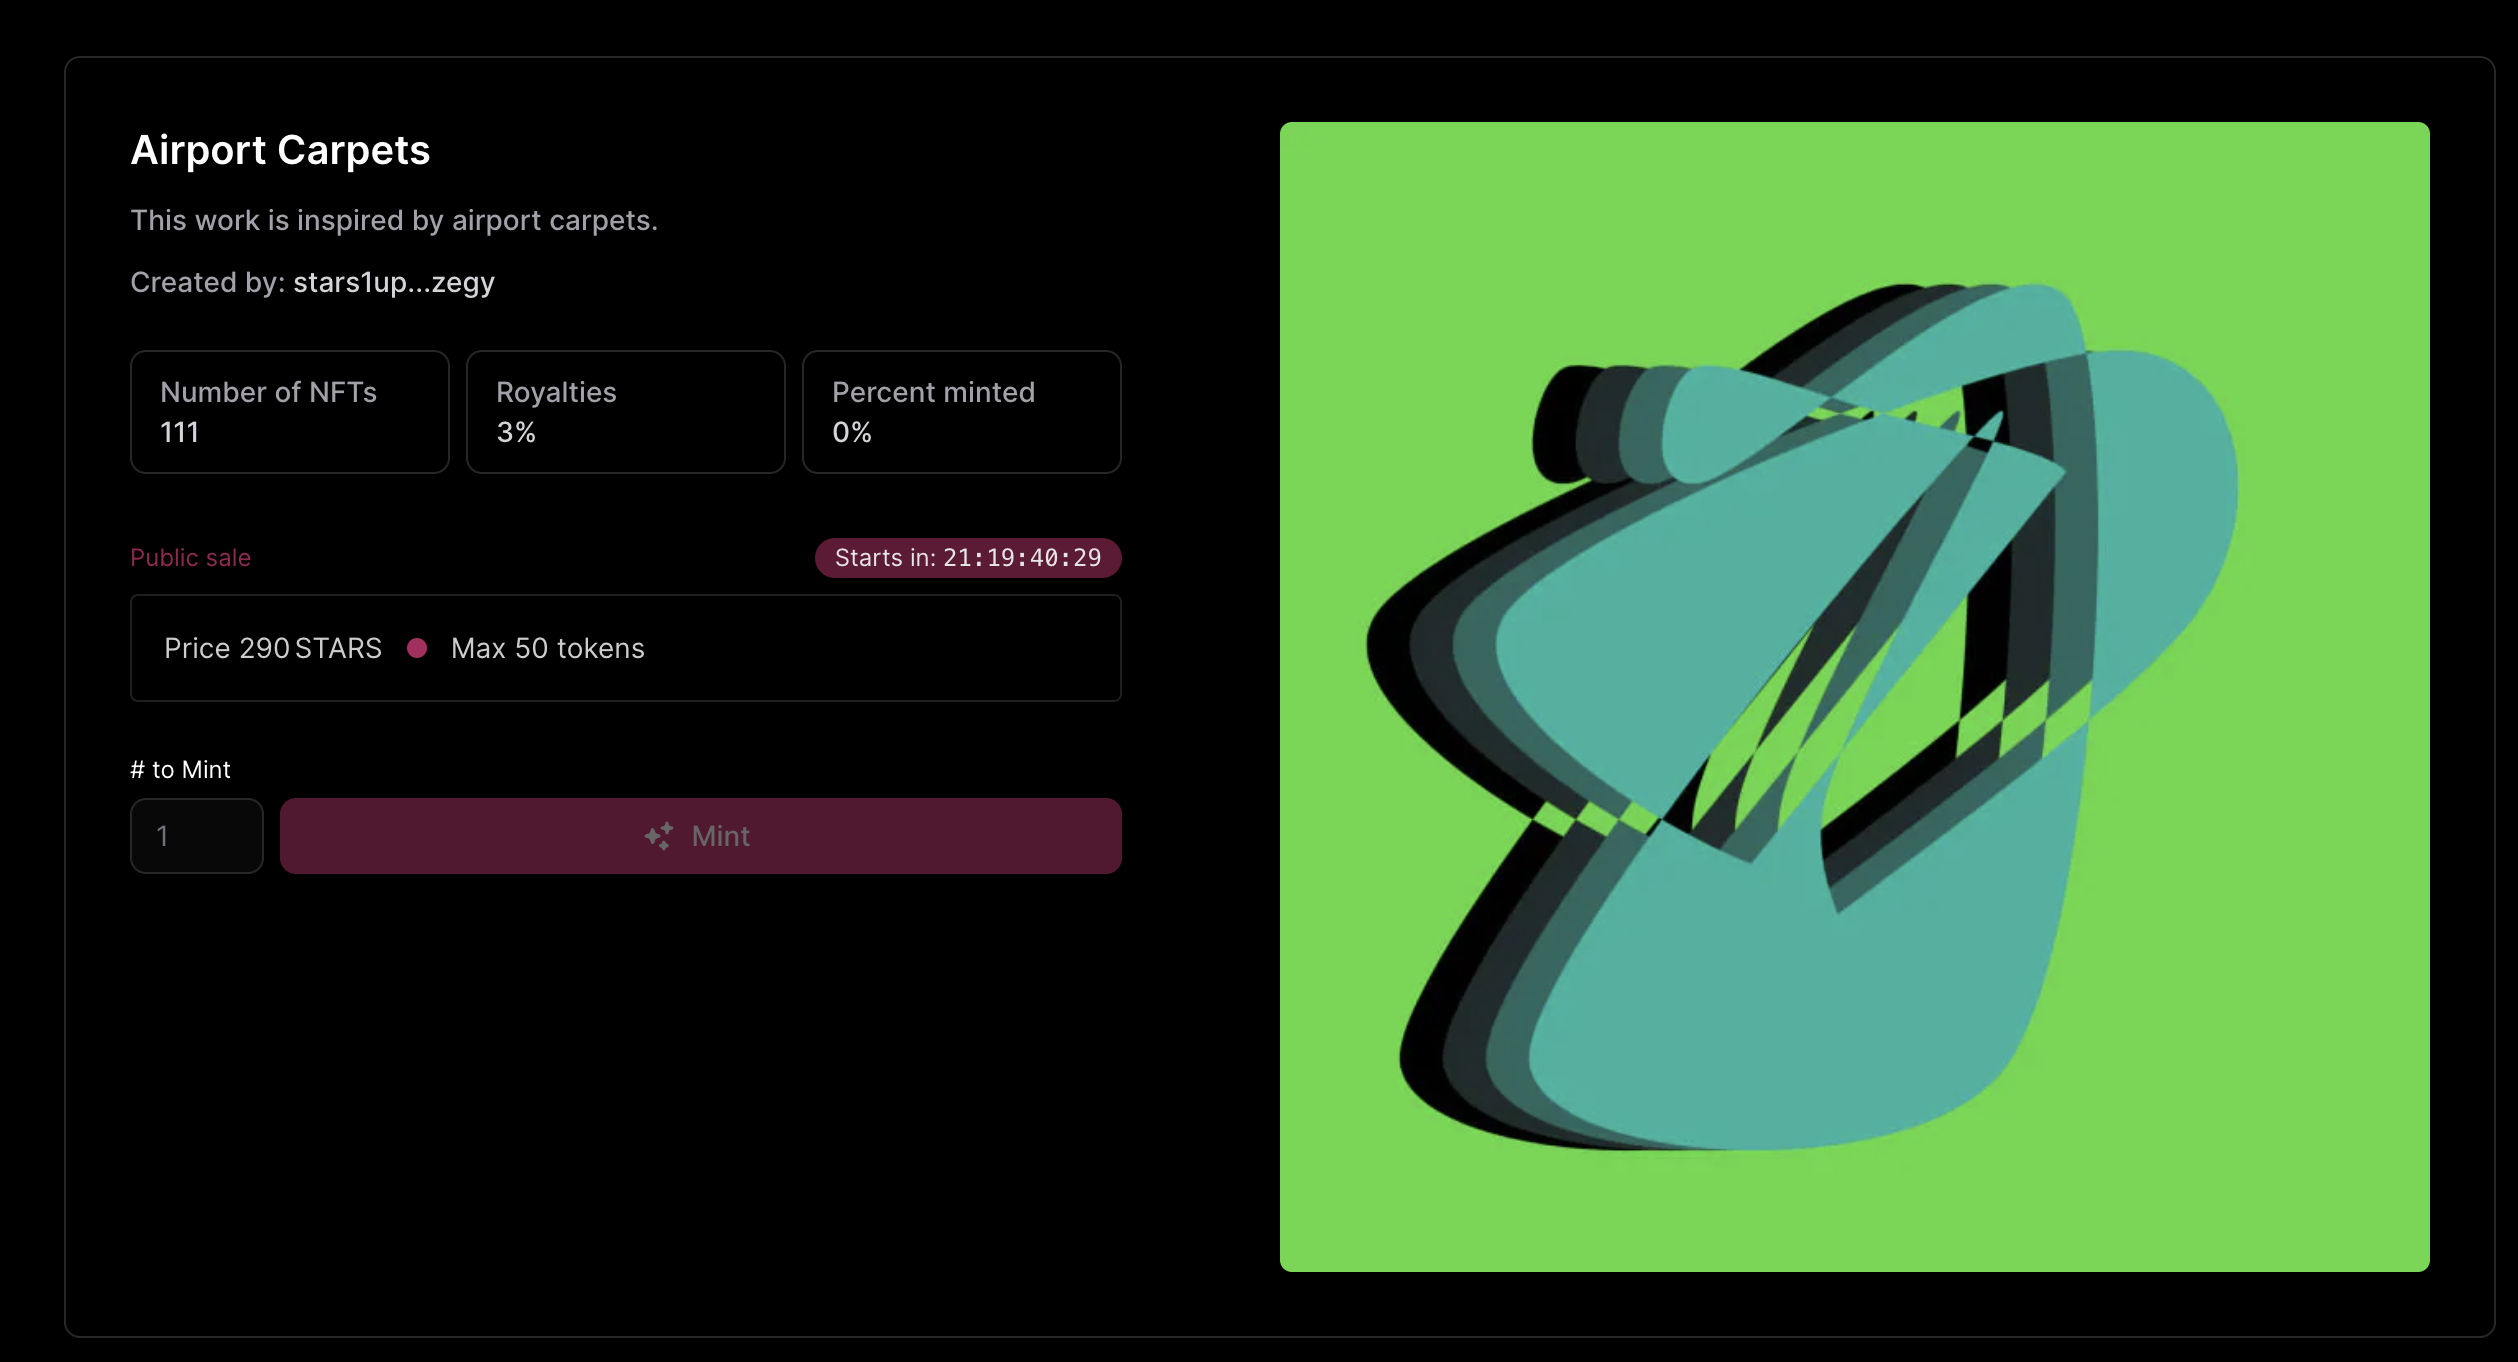 Airport Carpets
This work is inspired by airport carpets.
Created by: stars1up...zegy
Number of NFTs
111
Royalties
3%
Percent minted
0%
Public sale
Starts in: 21:19:40:29
Price 290 STARS
Max 50 tokens
# to Mint
1
Mint